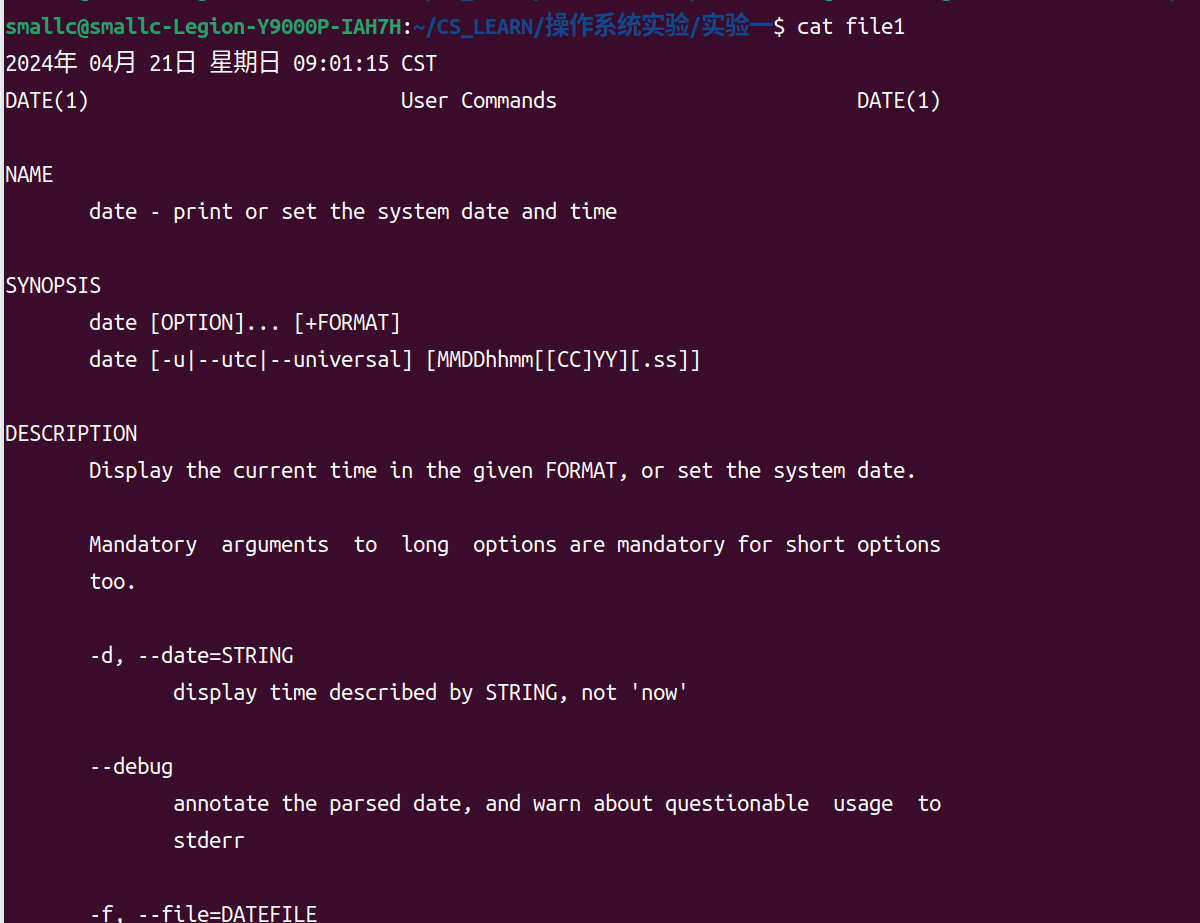 smallc@smallc-Legion-Y9000P-IAH7H:~/CS_LEARN/操作系统实验/实验一$ cat file1
2024年 04月 21日 星期日 09:01:15 CST
DATE(1)                          User Commands                         DATE(1)
NAME
       date - print or set the system date and time
SYNOPSIS
       date [OPTION]... [+FORMAT]
       date [-u|--utc|--universal] [MMDDhhmm[[CC]YY][.ss]]
DESCRIPTION
       Display the current time in the given FORMAT, or set the system date.
       Mandatory  arguments  to  long  options are mandatory for short options
       too.
       -d, --date=STRING
              display time described by STRING, not 'now'
       --debug
              annotate the parsed date, and warn about questionable  usage  to
              stderr
       -f, --file=DATEFILE